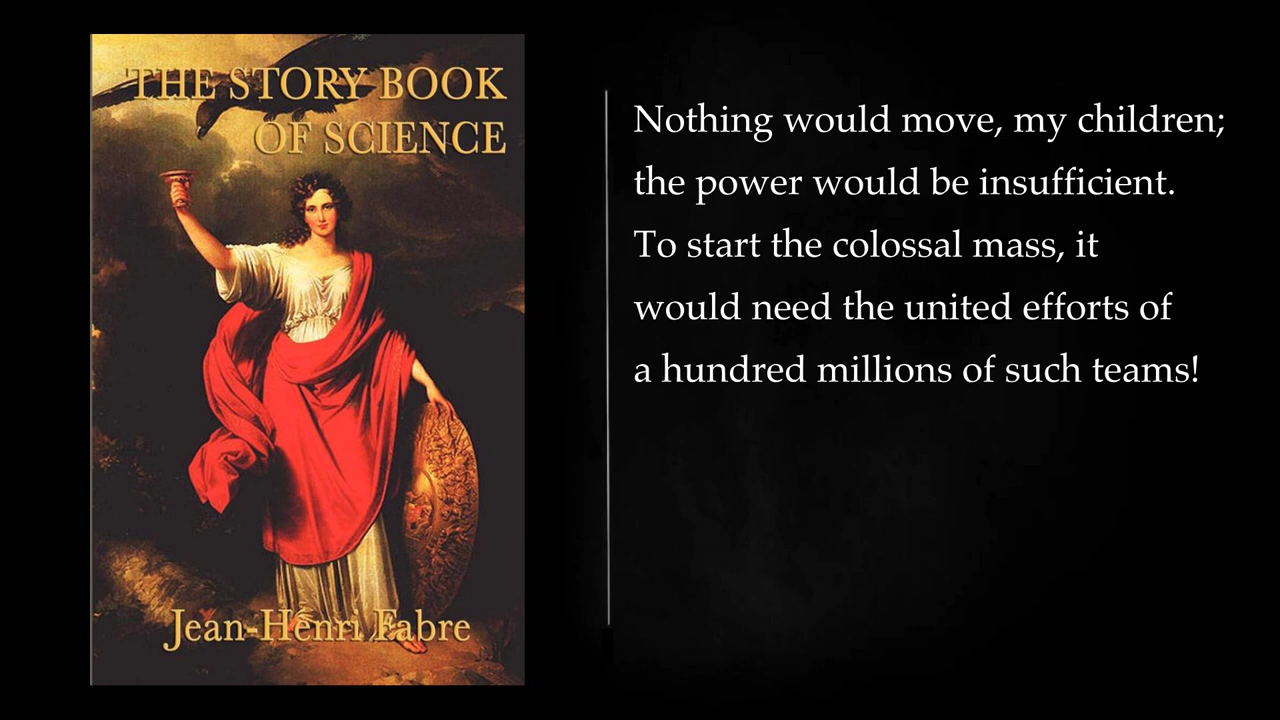 THE STORY BOOK
OF SCIENCE
Jean-Henri Fabre
Nothing would move, my children;
the power would be insufficient.
To start the colossal mass, it
would need the united efforts of
a hundred millions of such teams!